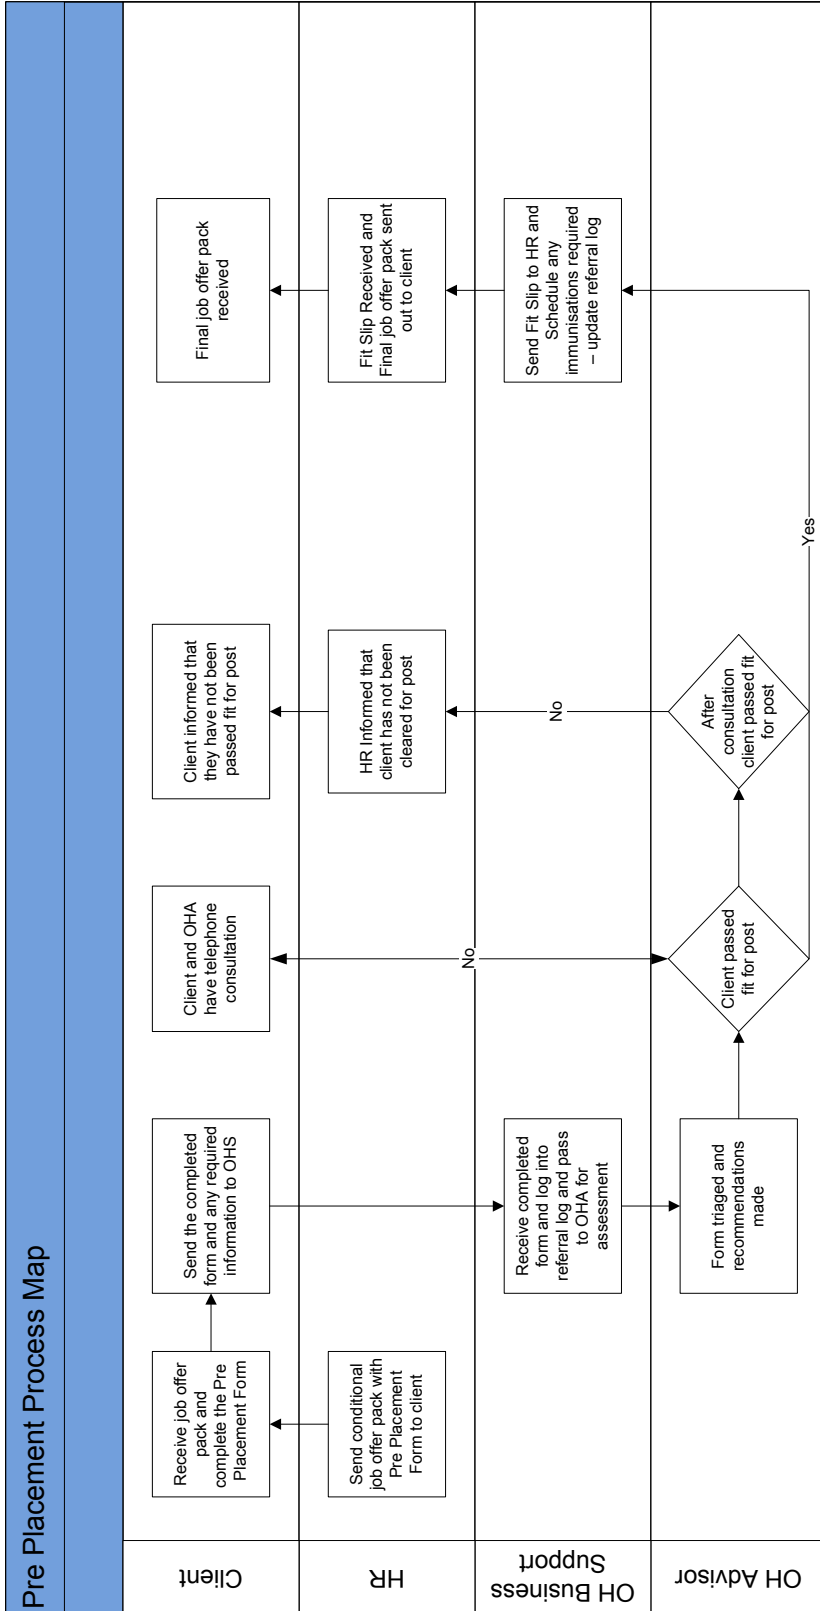 Pre Placement Process Map
Client
Receive job offer
pack and
complete the Pre
Placement Form
Send the completed
form and any required
information to OHS
Client and OHA
have telephone
consultation
Client informed that
they have not been
passed fit for post
Final job offer pack
received
HR
Send conditional
job offer pack with
Pre Placement
Form to client
HR Informed that
client has not been
cleared for post
Fit Slip Received and
Final job offer pack sent
out to client
OH Business
Support
Receive completed
form and log into
referral log and pass
to OHA for
assessment
No
No
Send Fit Slip to HR and
Schedule any
immunisations required
– update referral log
OH Advisor
Form triaged and
recommendations
made
Client passed
fit for post
After
consultation
client passed fit
for post
Yes